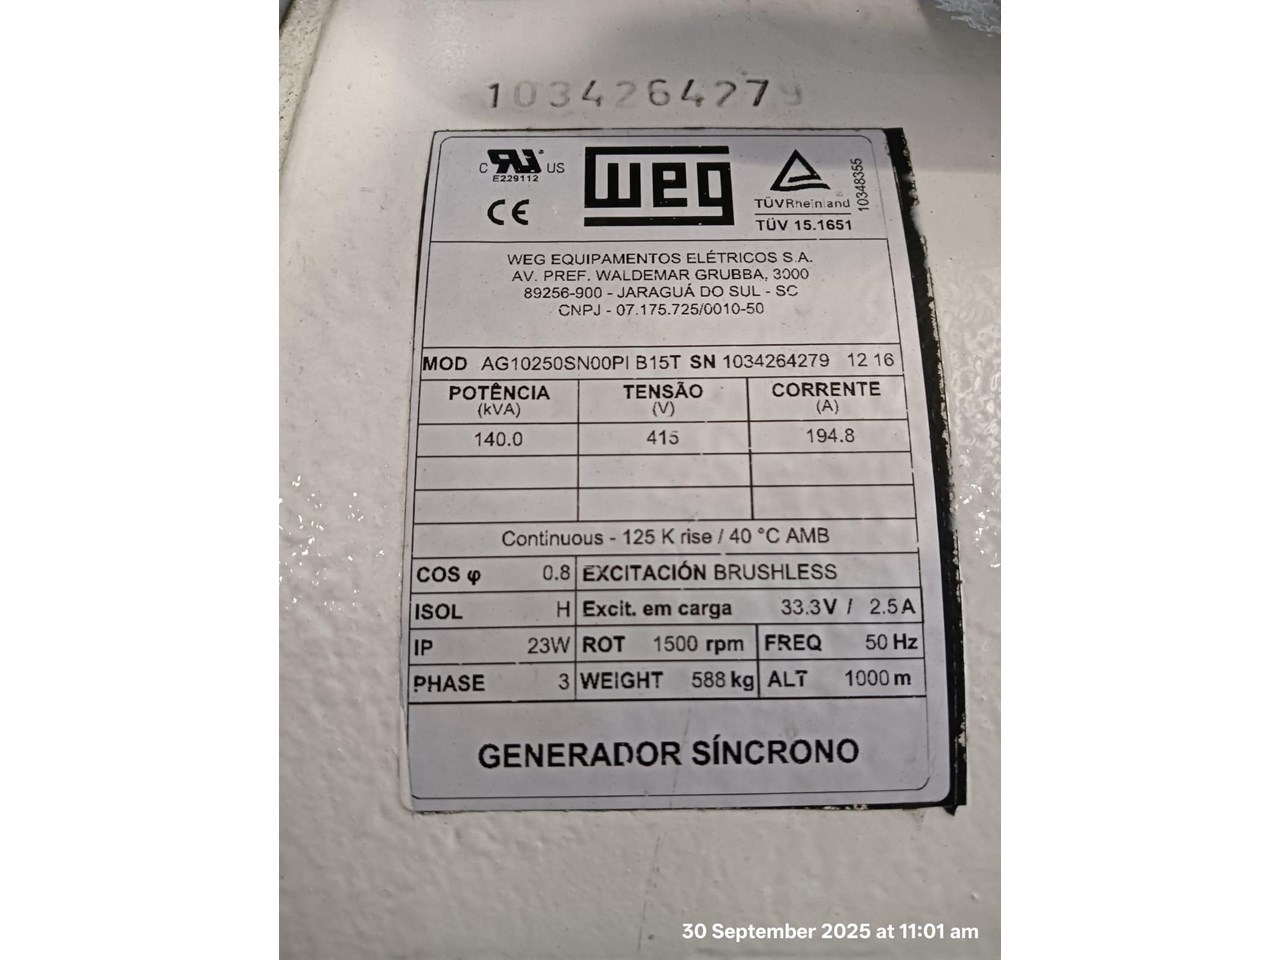 1034264279
C RU US
E229112
CE
WEG
TÜVRheinland
TÜV 15.1651
10348355
WEG EQUIPAMENTOS ELÉTRICOS S.A.
AV. PREF. WALDEMAR GRUBBA, 3000
89256-900 - JARAGUÁ DO SUL - SC
CNPJ - 07.175.725/0010-50
MOD AG10250SN00PI B15T SN 1034264279 12 16
POTÊNCIA TENSÃO CORRENTE
(kVA) (V) (A)
140.0 415 194.8
Continuous - 125 K rise / 40 °C AMB
COS φ 0.8 EXCITACIÓN BRUSHLESS
ISOL H Excit. em carga 33.3V / 2.5A
IP 23W ROT 1500 rpm FREQ 50 Hz
PHASE 3 WEIGHT 588 kg ALT 1000 m
GENERADOR SÍNCRONO
30 September 2025 at 11:01 am